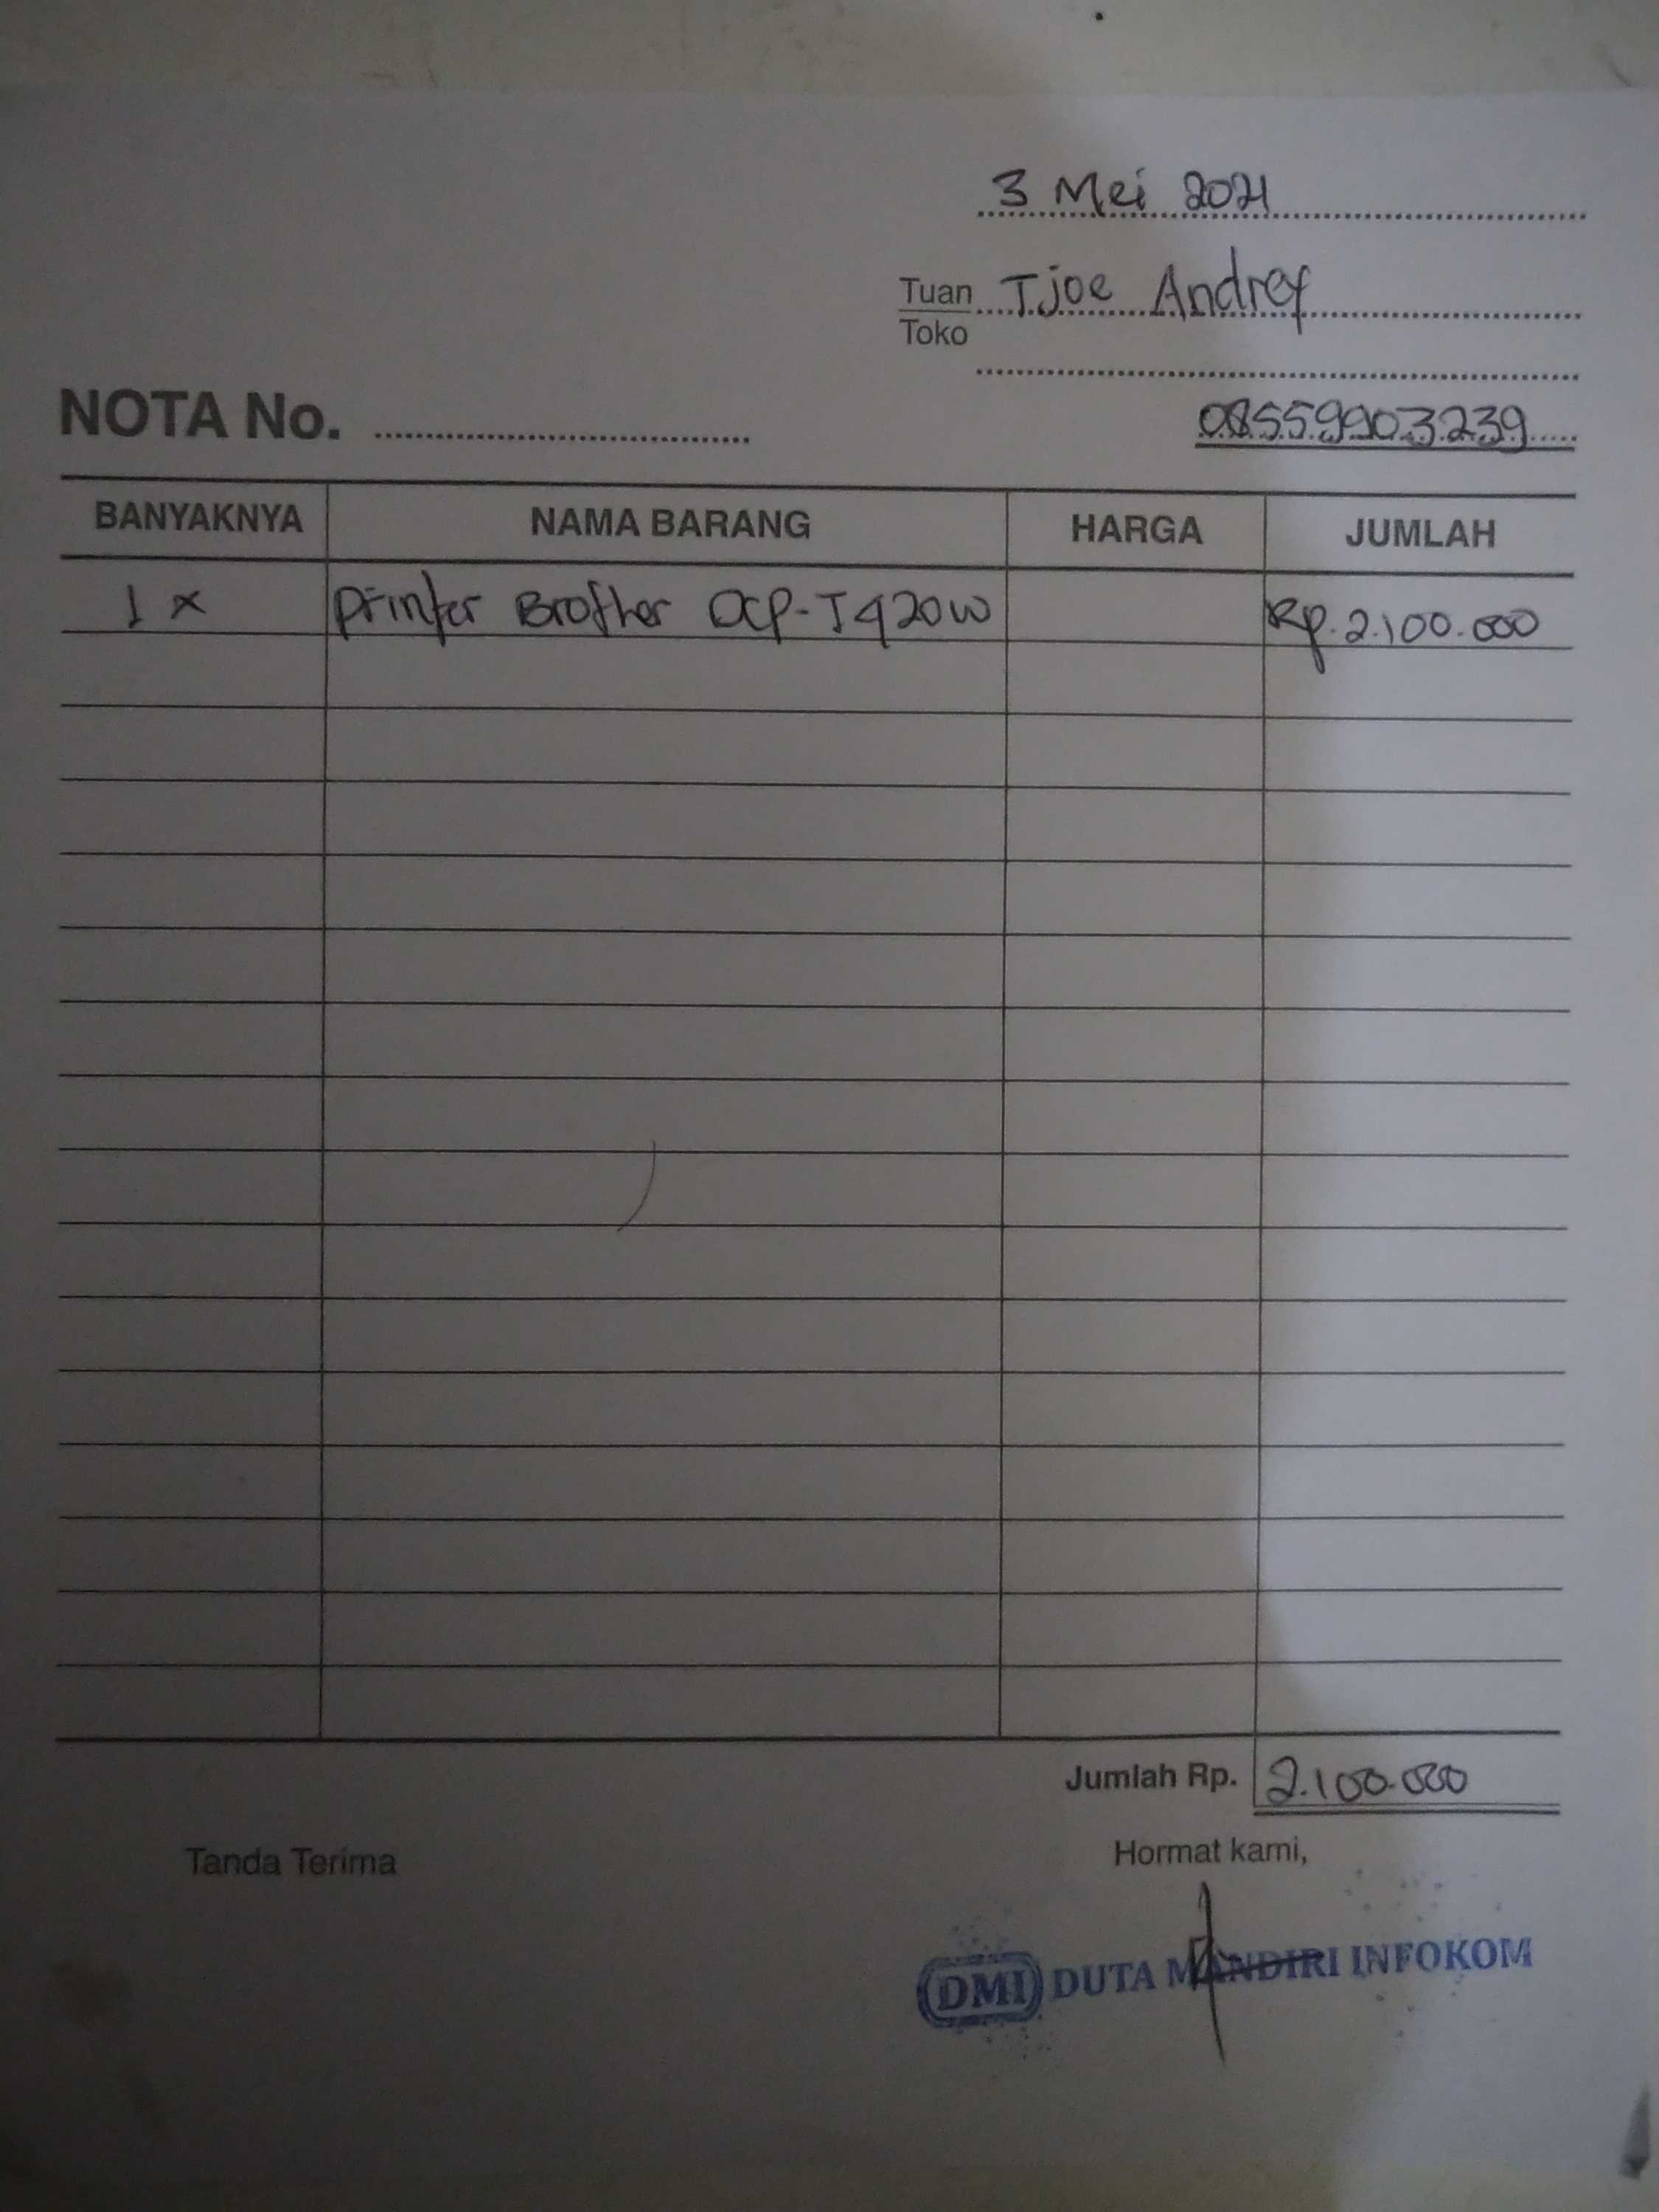 3 Mei 2021
Tuan Tjoe Andrey
Toko
NOTA No.
08559903239
BANYAKNYA NAMA BARANG HARGA JUMLAH
1 x Printer Brother DCP-T420W Rp. 2.100.000
Jumlah Rp. 2.100.000
Tanda Terima Hormat kami,
DMI DUTA MANDIRI INFOKOM